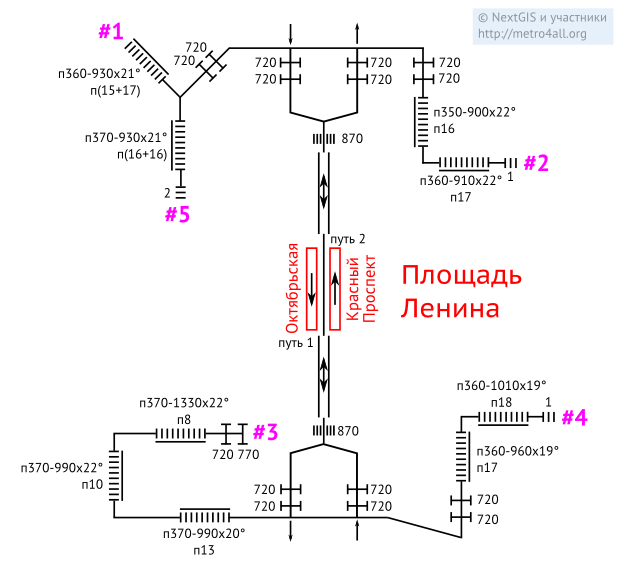 © NextGIS и участники
http://metro4all.org
#1
720
720
720
720
720
720
720
720
п360-930x21°
п(15+17)
п370-930x21°
п(16+16)
2
#5
870
п350-900x22°
п16
1
#2
п360-910x22°
п17
путь 2
Октябрьская
Красный
Проспект
Площадь
Ленина
путь 1
п370-1330x22°
п8
#3
720 770
п370-990x22°
п10
п370-990x20°
п13
870
720
720
720
720
п360-1010x19°
п18
1
#4
п360-960x19°
п17
720
720